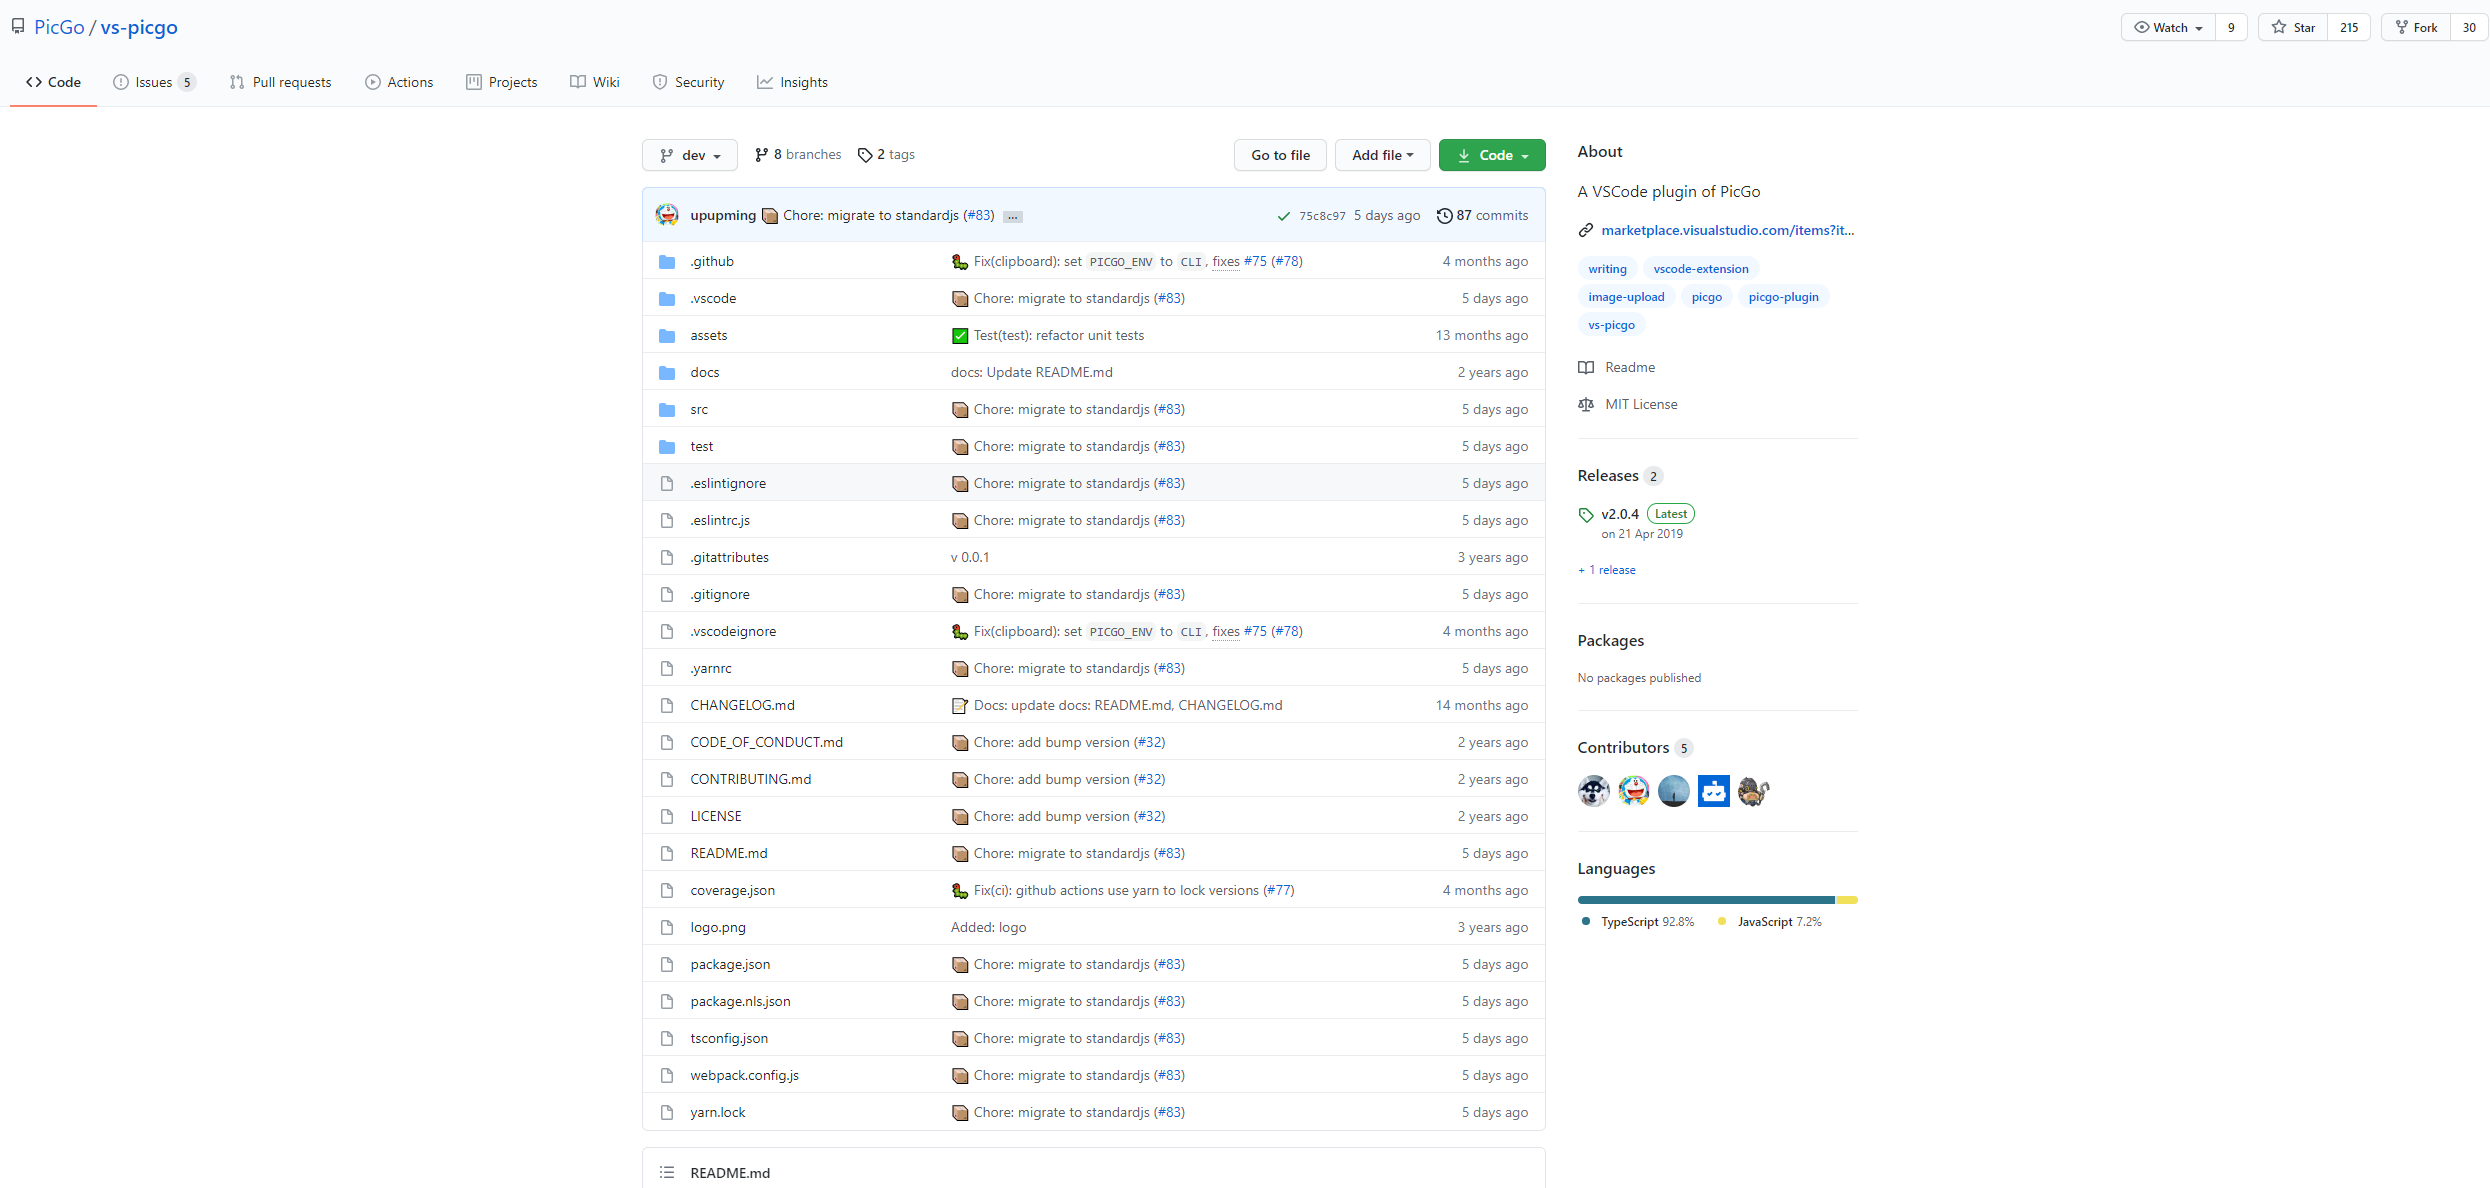 PicGo / vs-picgo
Watch 9 Star 215 Fork 30
Code Issues 5 Pull requests Actions Projects Wiki Security Insights
dev 8 branches 2 tags Go to file Add file Code
upupming Chore: migrate to standardjs (#83) ... 75c8c97 5 days ago 87 commits
.github Fix(clipboard): set PICGO_ENV to CLI, fixes #75 (#78) 4 months ago
.vscode Chore: migrate to standardjs (#83) 5 days ago
assets Test(test): refactor unit tests 13 months ago
docs docs: Update README.md 2 years ago
src Chore: migrate to standardjs (#83) 5 days ago
test Chore: migrate to standardjs (#83) 5 days ago
.eslintignore Chore: migrate to standardjs (#83) 5 days ago
.eslintrc.js Chore: migrate to standardjs (#83) 5 days ago
.gitattributes v 0.0.1 3 years ago
.gitignore Chore: migrate to standardjs (#83) 5 days ago
.vscodeignore Fix(clipboard): set PICGO_ENV to CLI, fixes #75 (#78) 4 months ago
.yarnrc Chore: migrate to standardjs (#83) 5 days ago
CHANGELOG.md Docs: update docs: README.md, CHANGELOG.md 14 months ago
CODE_OF_CONDUCT.md Chore: add bump version (#32) 2 years ago
CONTRIBUTING.md Chore: add bump version (#32) 2 years ago
LICENSE Chore: add bump version (#32) 2 years ago
README.md Chore: migrate to standardjs (#83) 5 days ago
coverage.json Fix(ci): github actions use yarn to lock versions (#77) 4 months ago
logo.png Added: logo 3 years ago
package.json Chore: migrate to standardjs (#83) 5 days ago
package.nls.json Chore: migrate to standardjs (#83) 5 days ago
tsconfig.json Chore: migrate to standardjs (#83) 5 days ago
webpack.config.js Chore: migrate to standardjs (#83) 5 days ago
yarn.lock Chore: migrate to standardjs (#83) 5 days ago
README.md
About
A VSCode plugin of PicGo
marketplace.visualstudio.com/items?it...
writing vscode-extension
image-upload picgo picgo-plugin
vs-picgo
Readme
MIT License
Releases 2
v2.0.4 Latest
on 21 Apr 2019
+ 1 release
Packages
No packages published
Contributors 5
Languages
TypeScript 92.8% JavaScript 7.2%